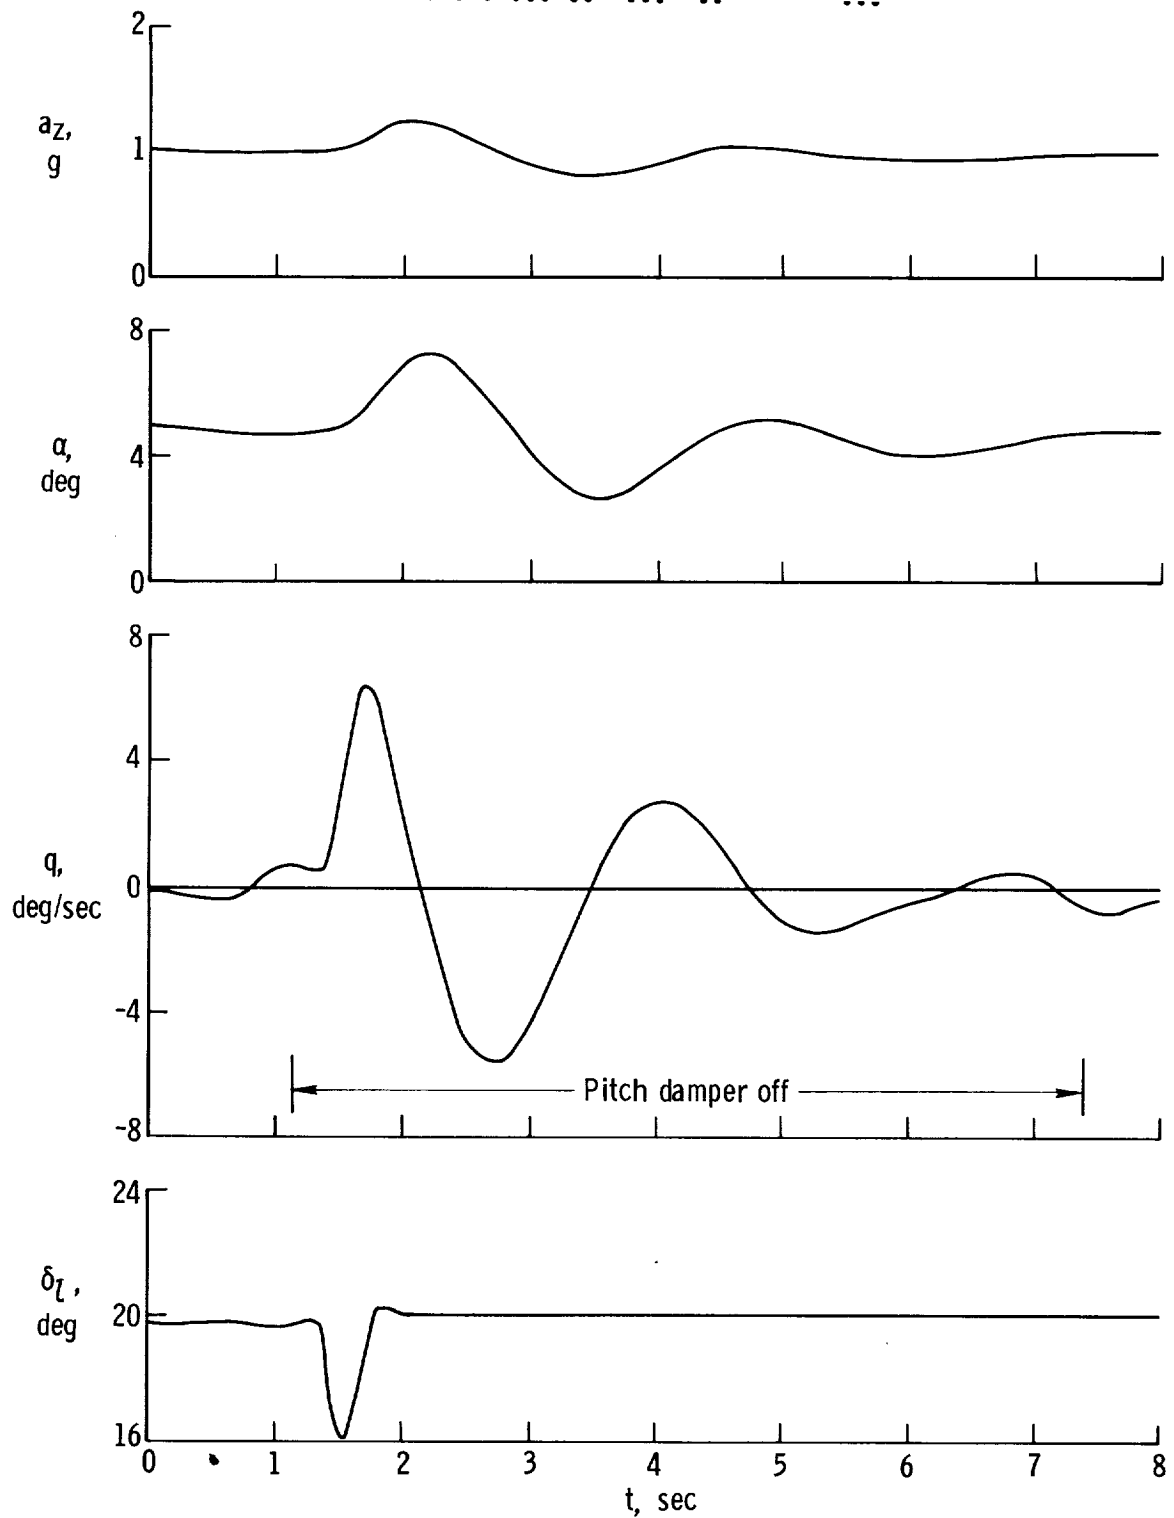 2
a_Z,
g
1
0
8
α,
deg
4
0
8
4
q,
deg/sec
0
-4
Pitch damper off
-8
24
δ_l,
deg
20
16
0 1 2 3 4 5 6 7 8
t, sec